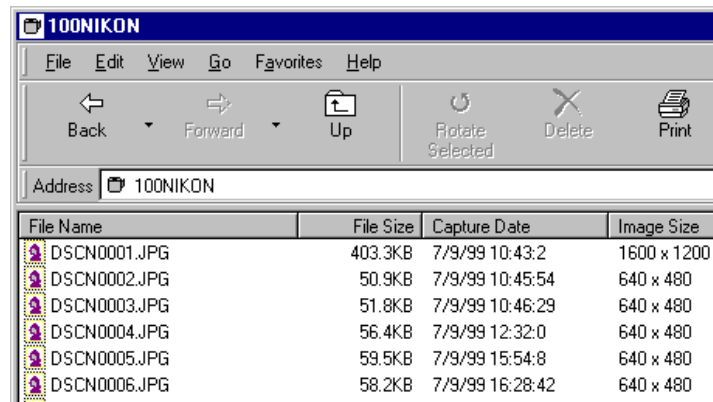 100NIKON
File Edit View Go Favorites Help
Back Forward Up Rotate Selected Delete Print
Address 100NIKON
File Name File Size Capture Date Image Size
DSCN0001.JPG 403.3KB 7/9/99 10:43:2 1600 x 1200
DSCN0002.JPG 50.9KB 7/9/99 10:45:54 640 x 480
DSCN0003.JPG 51.8KB 7/9/99 10:46:29 640 x 480
DSCN0004.JPG 56.4KB 7/9/99 12:32:0 640 x 480
DSCN0005.JPG 59.5KB 7/9/99 15:54:8 640 x 480
DSCN0006.JPG 58.2KB 7/9/99 16:28:42 640 x 480